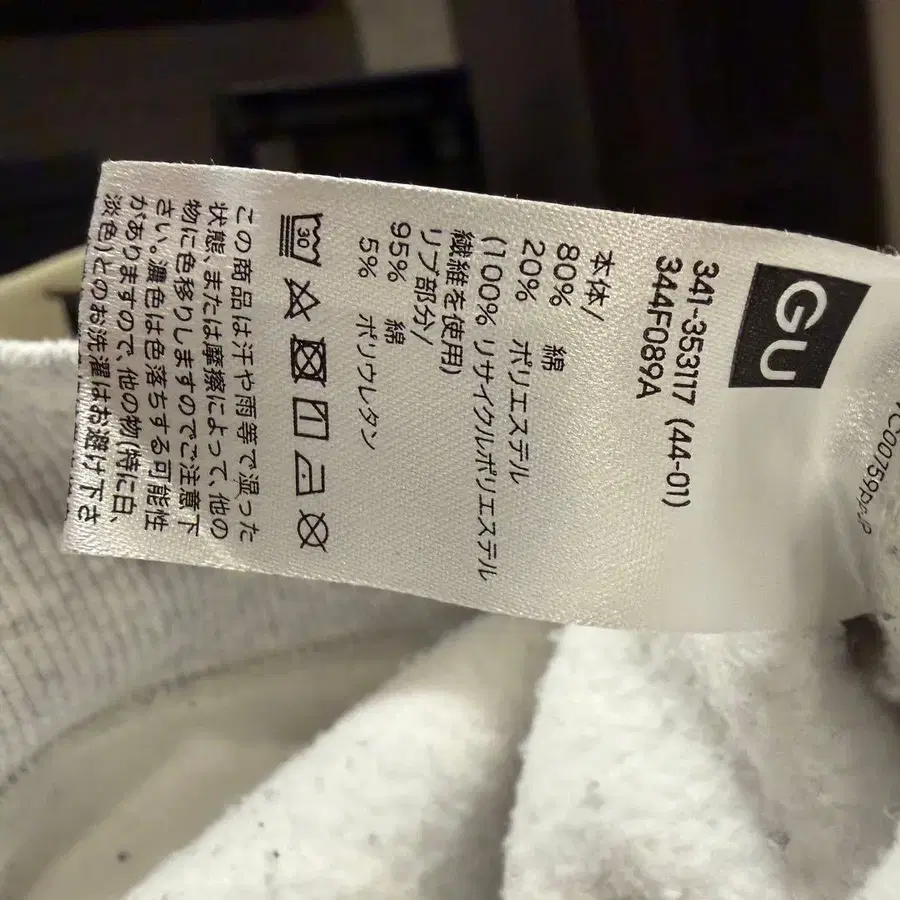 GU
341-353117 (44-01)
344F089A
本体/
80% 綿
20% ポリエステル
(100% リサイクルポリエステル
繊維を使用)
リブ部分/
95% 綿
5% ポリウレタン
30
この商品は汗や雨等で湿った
状態、または摩擦によって、他の
物に色移りしますのでご注意下
さい。濃色は色落ちする可能性
がありますので、他の物(特に白、
淡色)とのお洗濯はお避け下さ